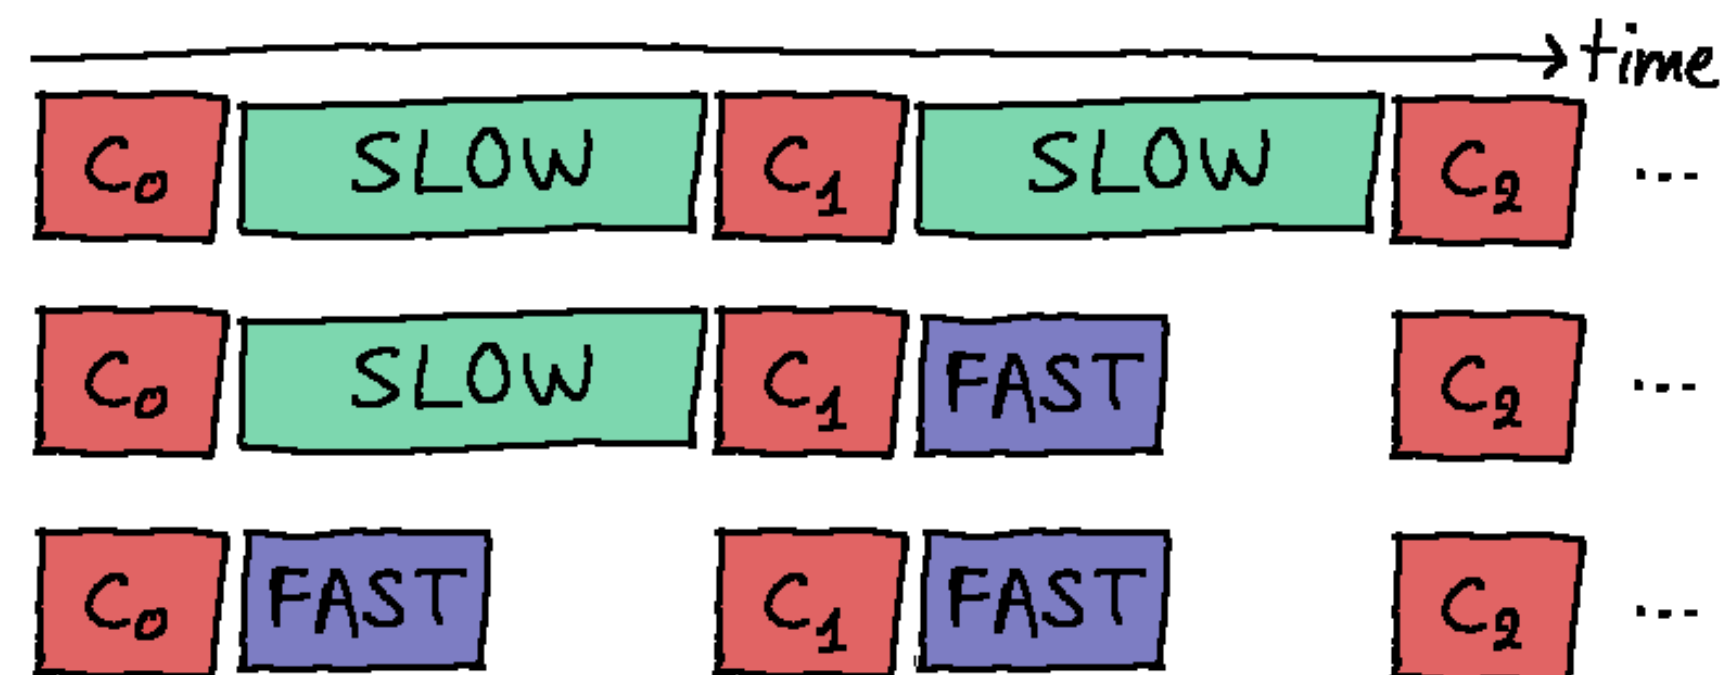 time
C₀ SLOW C₁ SLOW C₂ ...
C₀ SLOW C₁ FAST C₂ ...
C₀ FAST C₁ FAST C₂ ...